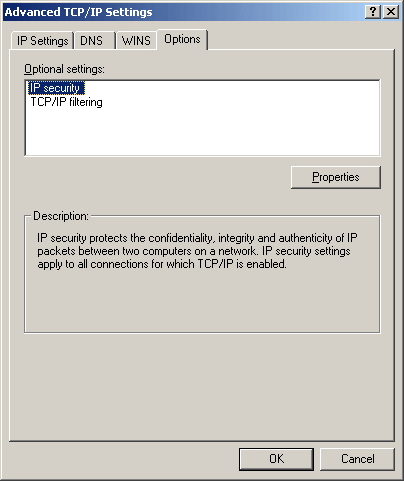 Advanced TCP/IP Settings
IP Settings DNS WINS Options
Optional settings:
IP security
TCP/IP filtering
Properties
Description:
IP security protects the confidentiality, integrity and authenticity of IP
packets between two computers on a network. IP security settings
apply to all connections for which TCP/IP is enabled.
OK Cancel